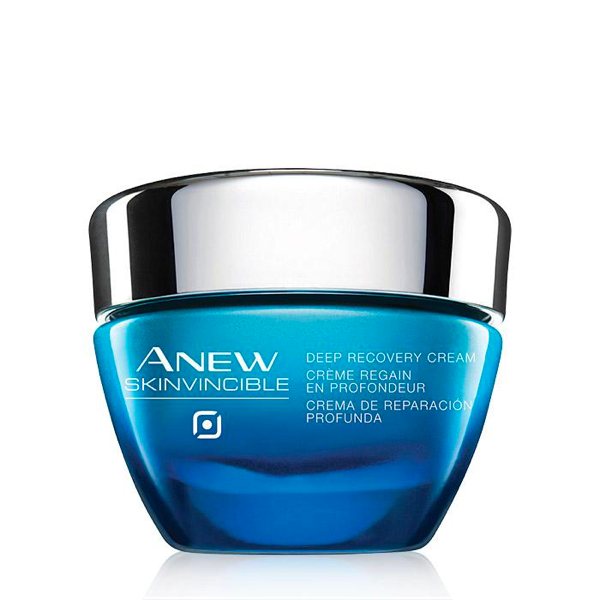 ANEW
SKINVINCIBLE
DEEP RECOVERY CREAM
CRÈME REGAIN
EN PROFONDEUR
CREMA DE REPARACIÓN
PROFUNDA